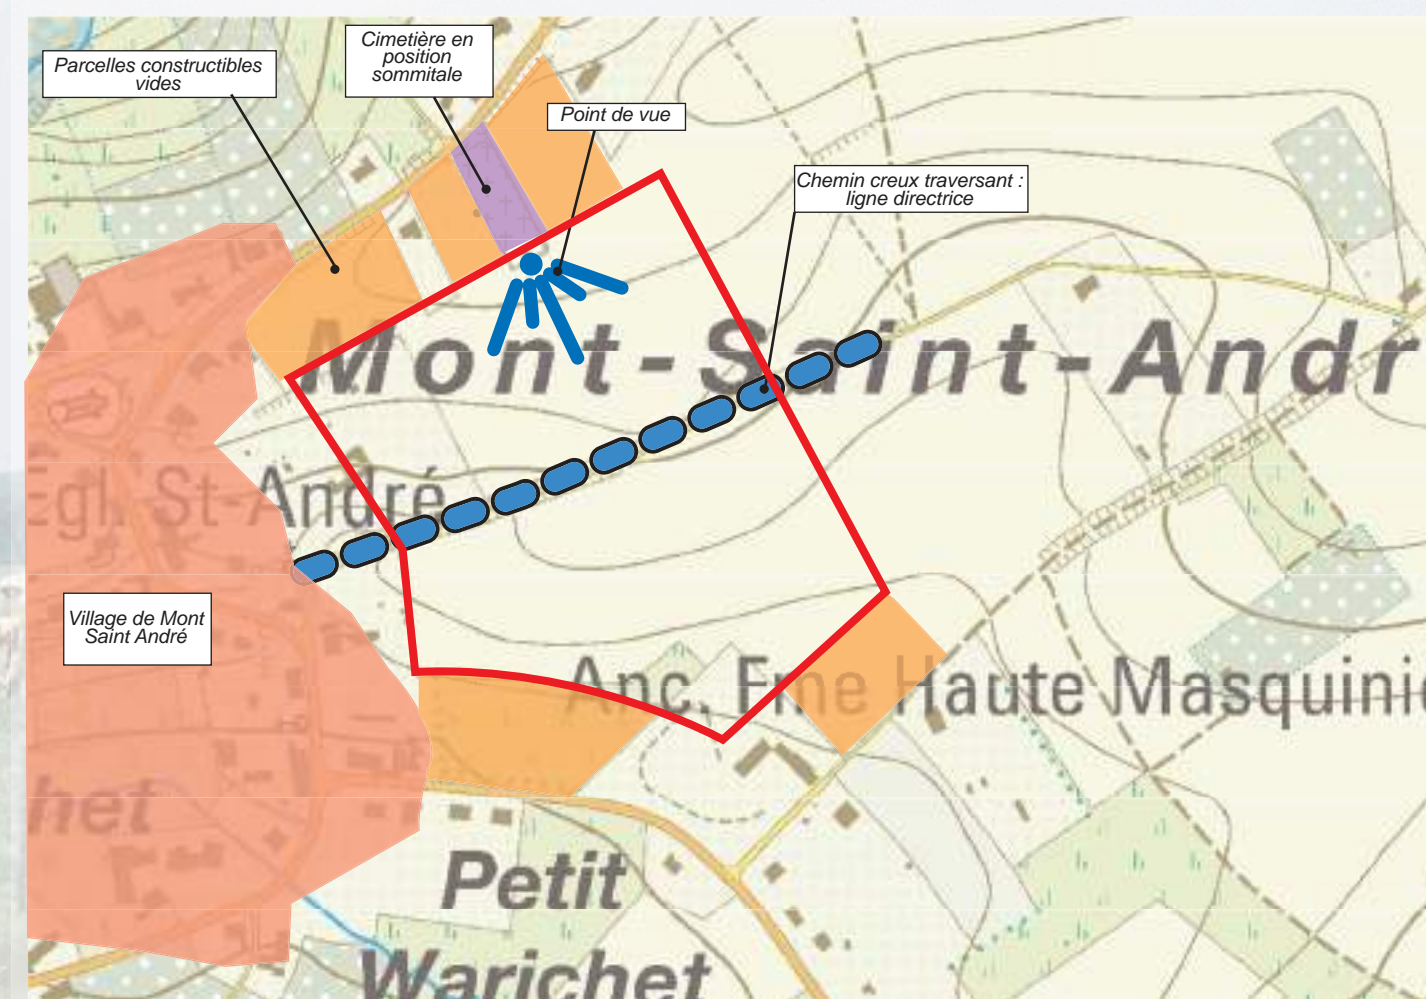 Parcelles constructibles
vides
Cimetière en
position
sommitale
Point de vue
Chemin creux traversant :
ligne directrice
Mont-Saint-Andr
Egl. St-André
Village de Mont
Saint André
Anc. Fme Haute Masquini
het
Petit
Warichet